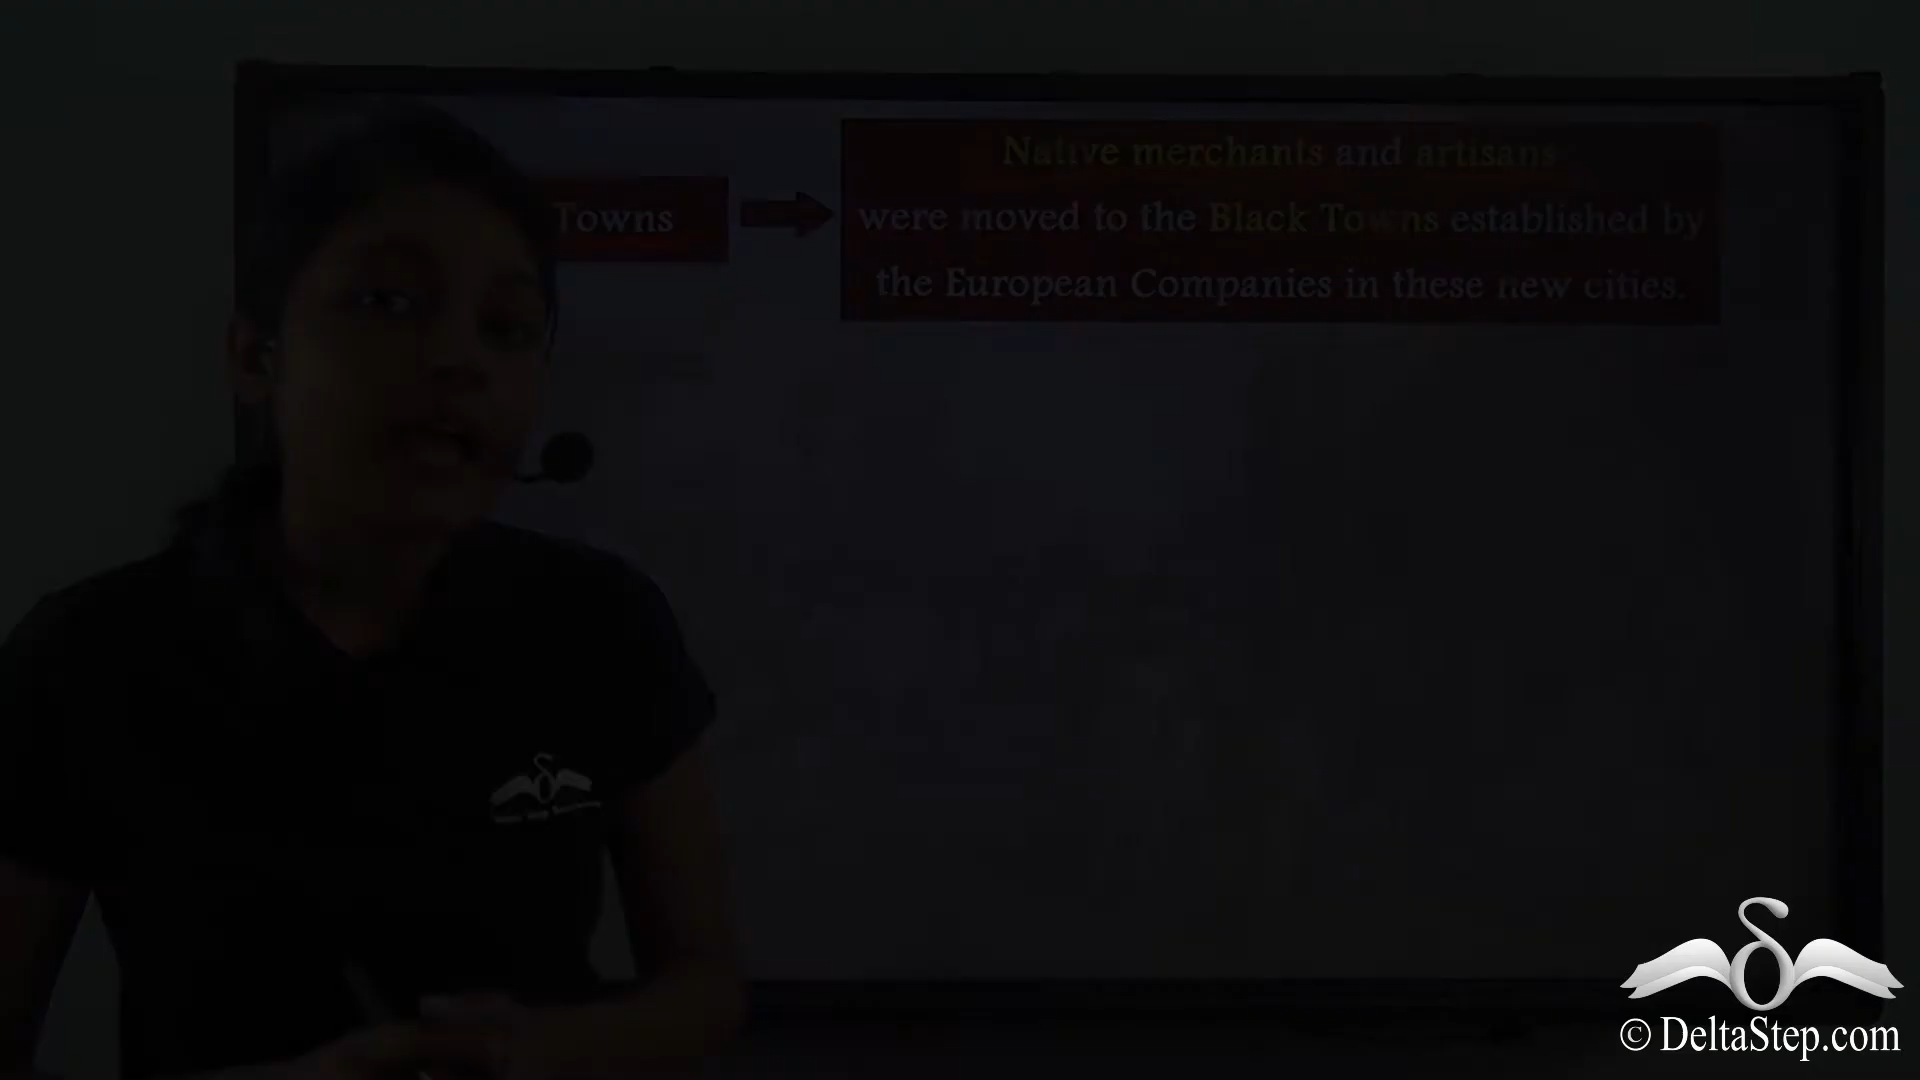 Towns
Native merchants and artisans
were moved to the Black Towns established by
the European Companies in these new cities.
© DeltaStep.com